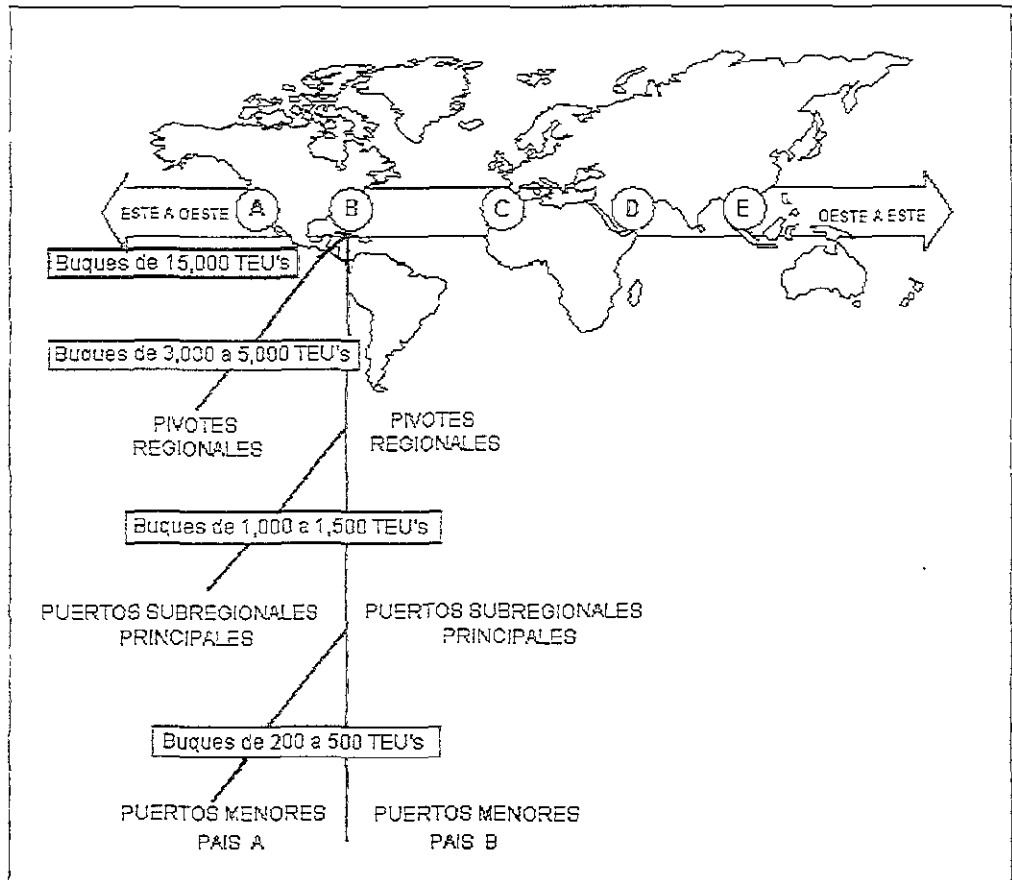 ESTE A OESTE
A
B
C
D
E
OESTE A ESTE
Buques de 15,000 TEU's
Buques de 3,000 a 5,000 TEU's
PIVOTES
REGIONALES
PIVOTES
REGIONALES
Buques de 1,000 a 1,500 TEU's
PUERTOS SUBREGIONALES
PRINCIPALES
PUERTOS SUBREGIONALES
PRINCIPALES
Buques de 200 a 500 TEU's
PUERTOS MENORES
PAIS A
PUERTOS MENORES
PAIS B